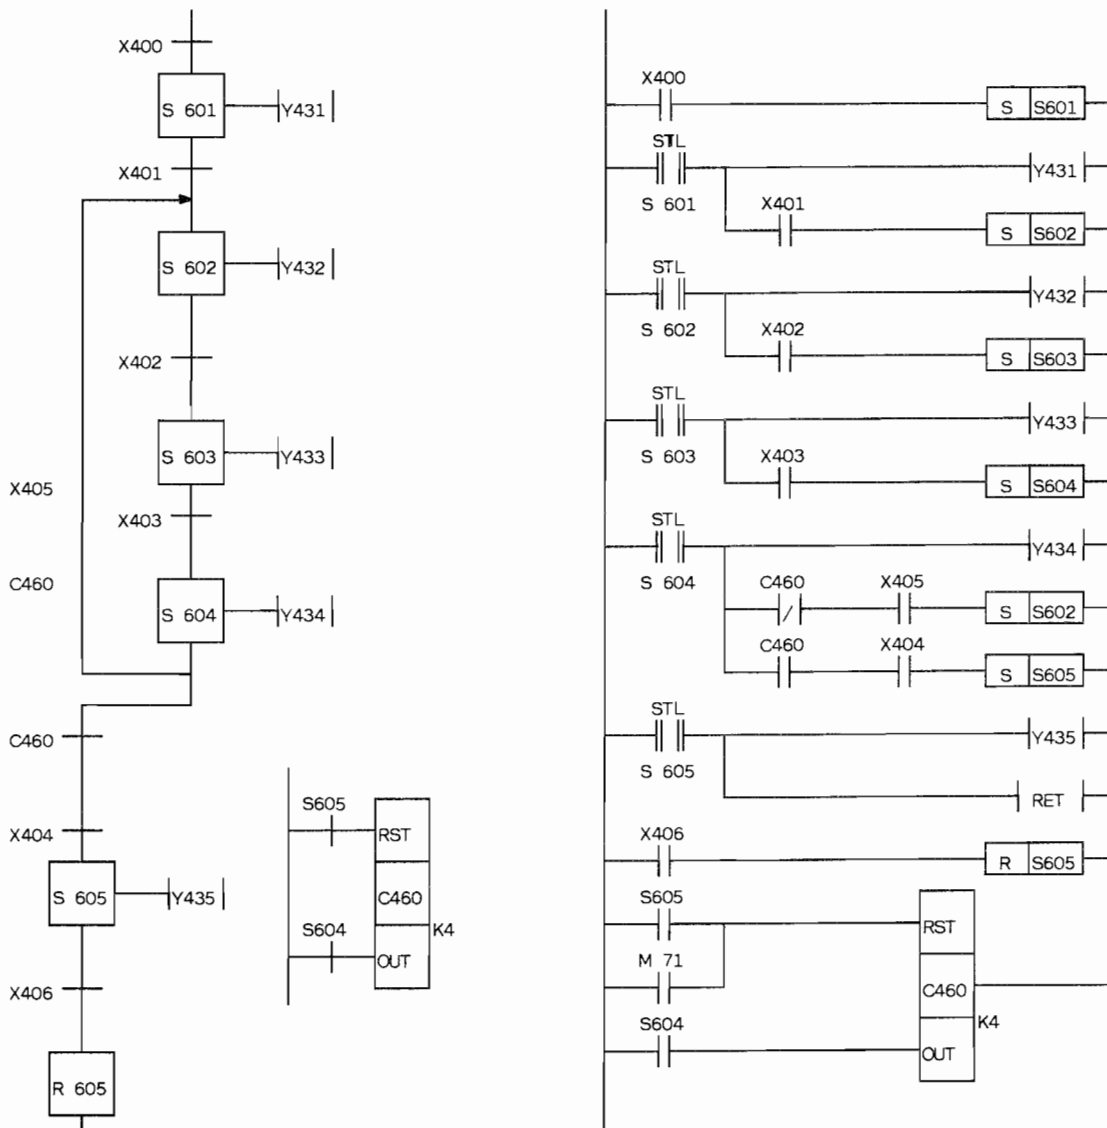 X400
S 601
Y431
X401
S 602
Y432
X402
S 603
Y433
X405
X403
C460
S 604
Y434
C460
X404
S 605
Y435
X406
R 605
S605
RST
C460
K4
S604
OUT
X400
S S601
STL
Y431
S 601
X401
S S602
STL
Y432
S 602
X402
S S603
STL
Y433
S 603
X403
S S604
STL
Y434
S 604
C460 X405
S S602
C460 X404
S S605
STL
Y435
S 605
RET
X406
R S605
S605
RST
M 71
C460
K4
S604
OUT